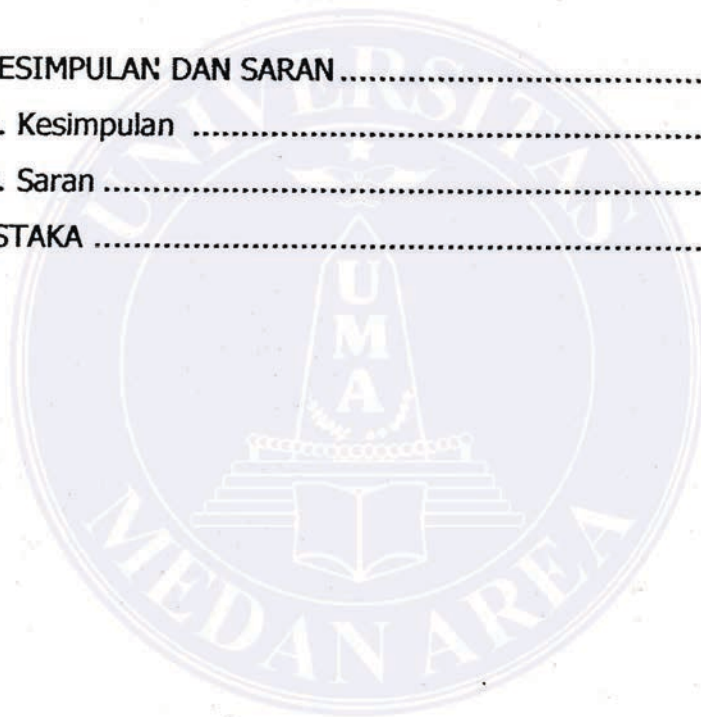 ESIMPULAN DAN SARAN ................................................
. Kesimpulan ................................................................
. Saran ........................................................................
STAKA ..........................................................................
UNIVERSITAS
UMA
MEDAN AREA